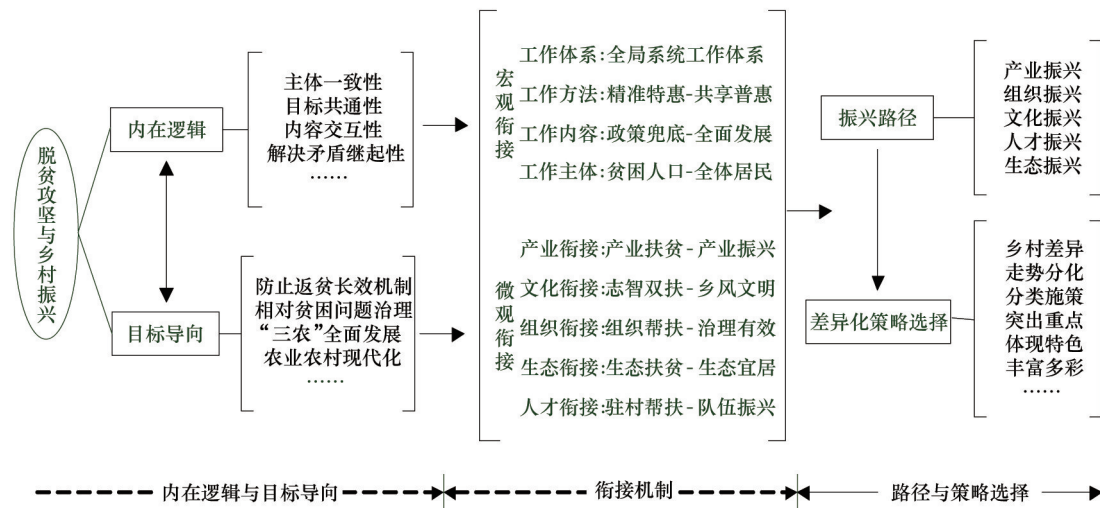 脱贫攻坚与乡村振兴
内在逻辑
主体一致性
目标共通性
内容交互性
解决矛盾继起性
……
目标导向
防止返贫长效机制
相对贫困问题治理
“三农”全面发展
农业农村现代化
……
宏观衔接
工作体系:全局系统工作体系
工作方法:精准特惠-共享普惠
工作内容:政策兜底-全面发展
工作主体:贫困人口-全体居民
微观衔接
产业衔接:产业扶贫-产业振兴
文化衔接:志智双扶-乡风文明
组织衔接:组织帮扶-治理有效
生态衔接:生态扶贫-生态宜居
人才衔接:驻村帮扶-队伍振兴
振兴路径
产业振兴
组织振兴
文化振兴
人才振兴
生态振兴
差异化策略选择
乡村差异
走势分化
分类施策
突出重点
体现特色
丰富多彩
……
内在逻辑与目标导向
衔接机制
路径与策略选择